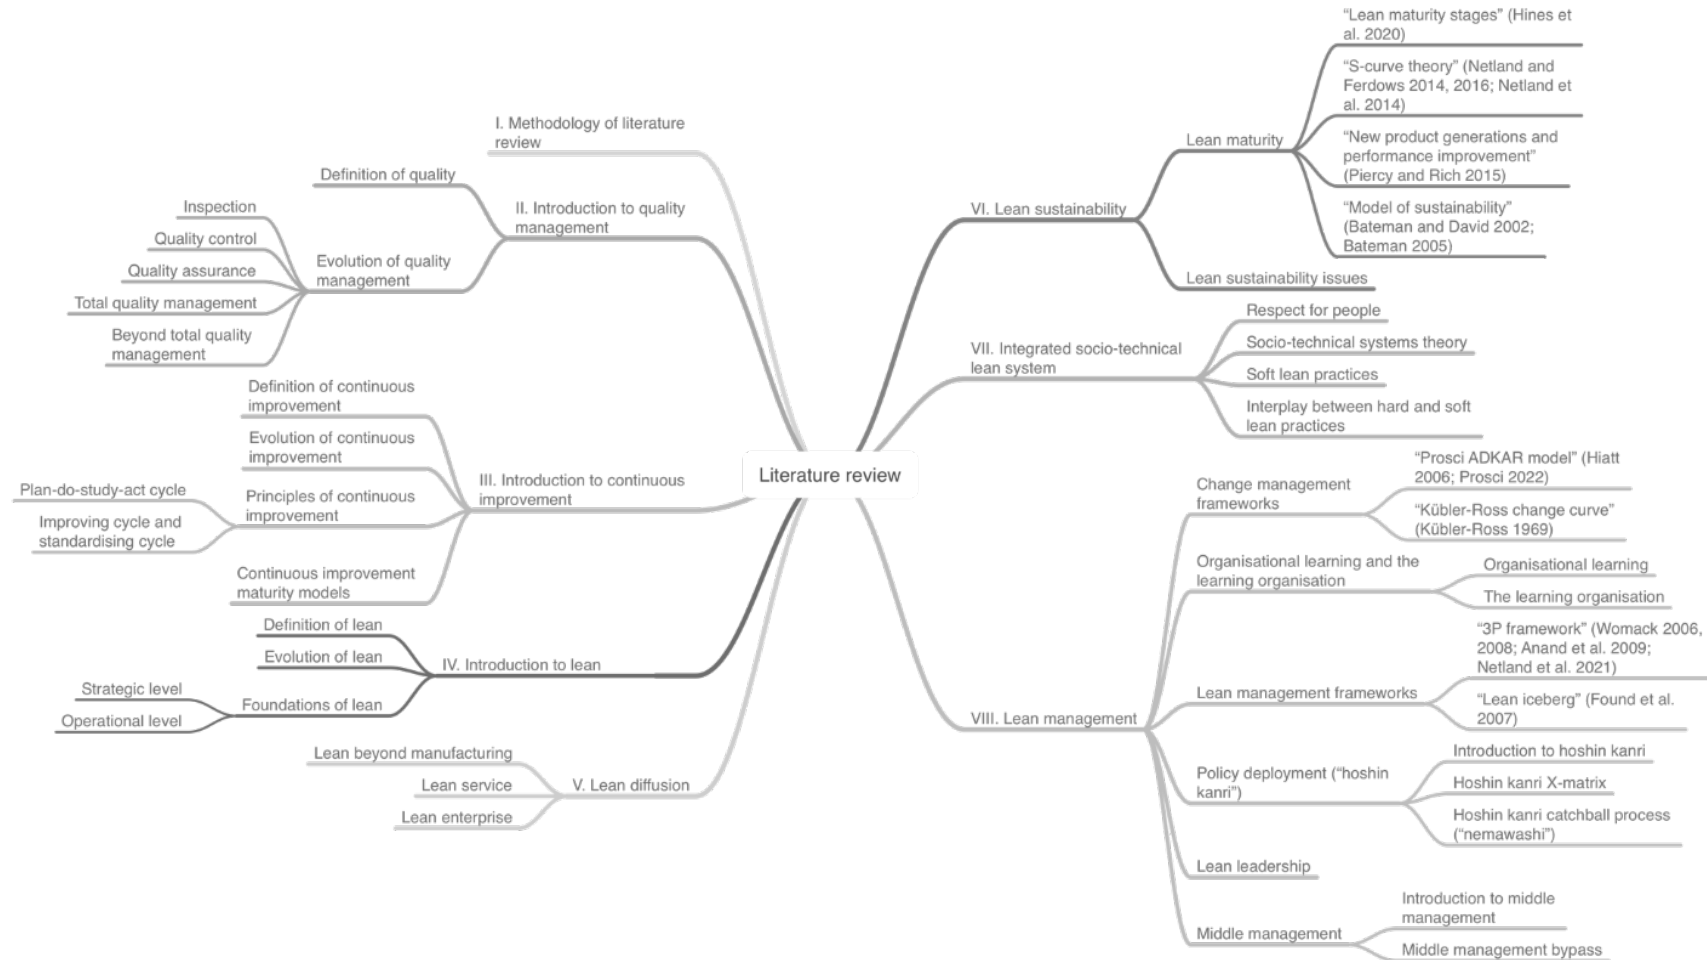 Literature review
I. Methodology of literature
review
II. Introduction to quality
management
Definition of quality
Evolution of quality
management
Inspection
Quality control
Quality assurance
Total quality management
Beyond total quality
management
III. Introduction to continuous
improvement
Definition of continuous
improvement
Evolution of continuous
improvement
Principles of continuous
improvement
Plan-do-study-act cycle
Improving cycle and
standardising cycle
Continuous improvement
maturity models
IV. Introduction to lean
Definition of lean
Evolution of lean
Foundations of lean
Strategic level
Operational level
V. Lean diffusion
Lean beyond manufacturing
Lean service
Lean enterprise
VI. Lean sustainability
Lean maturity
“Lean maturity stages” (Hines et
al. 2020)
“S-curve theory” (Netland and
Ferdows 2014, 2016; Netland et
al. 2014)
“New product generations and
performance improvement”
(Piercy and Rich 2015)
“Model of sustainability”
(Bateman and David 2002;
Bateman 2005)
Lean sustainability issues
VII. Integrated socio-technical
lean system
Respect for people
Socio-technical systems theory
Soft lean practices
Interplay between hard and soft
lean practices
VIII. Lean management
Change management
frameworks
“Prosci ADKAR model” (Hiatt
2006; Prosci 2022)
“Kübler-Ross change curve”
(Kübler-Ross 1969)
Organisational learning and the
learning organisation
Organisational learning
The learning organisation
Lean management frameworks
“3P framework” (Womack 2006,
2008; Anand et al. 2009;
Netland et al. 2021)
“Lean iceberg” (Found et al.
2007)
Policy deployment (“hoshin
kanri”)
Introduction to hoshin kanri
Hoshin kanri X-matrix
Hoshin kanri catchball process
(“nemawashi”)
Lean leadership
Middle management
Introduction to middle
management
Middle management bypass